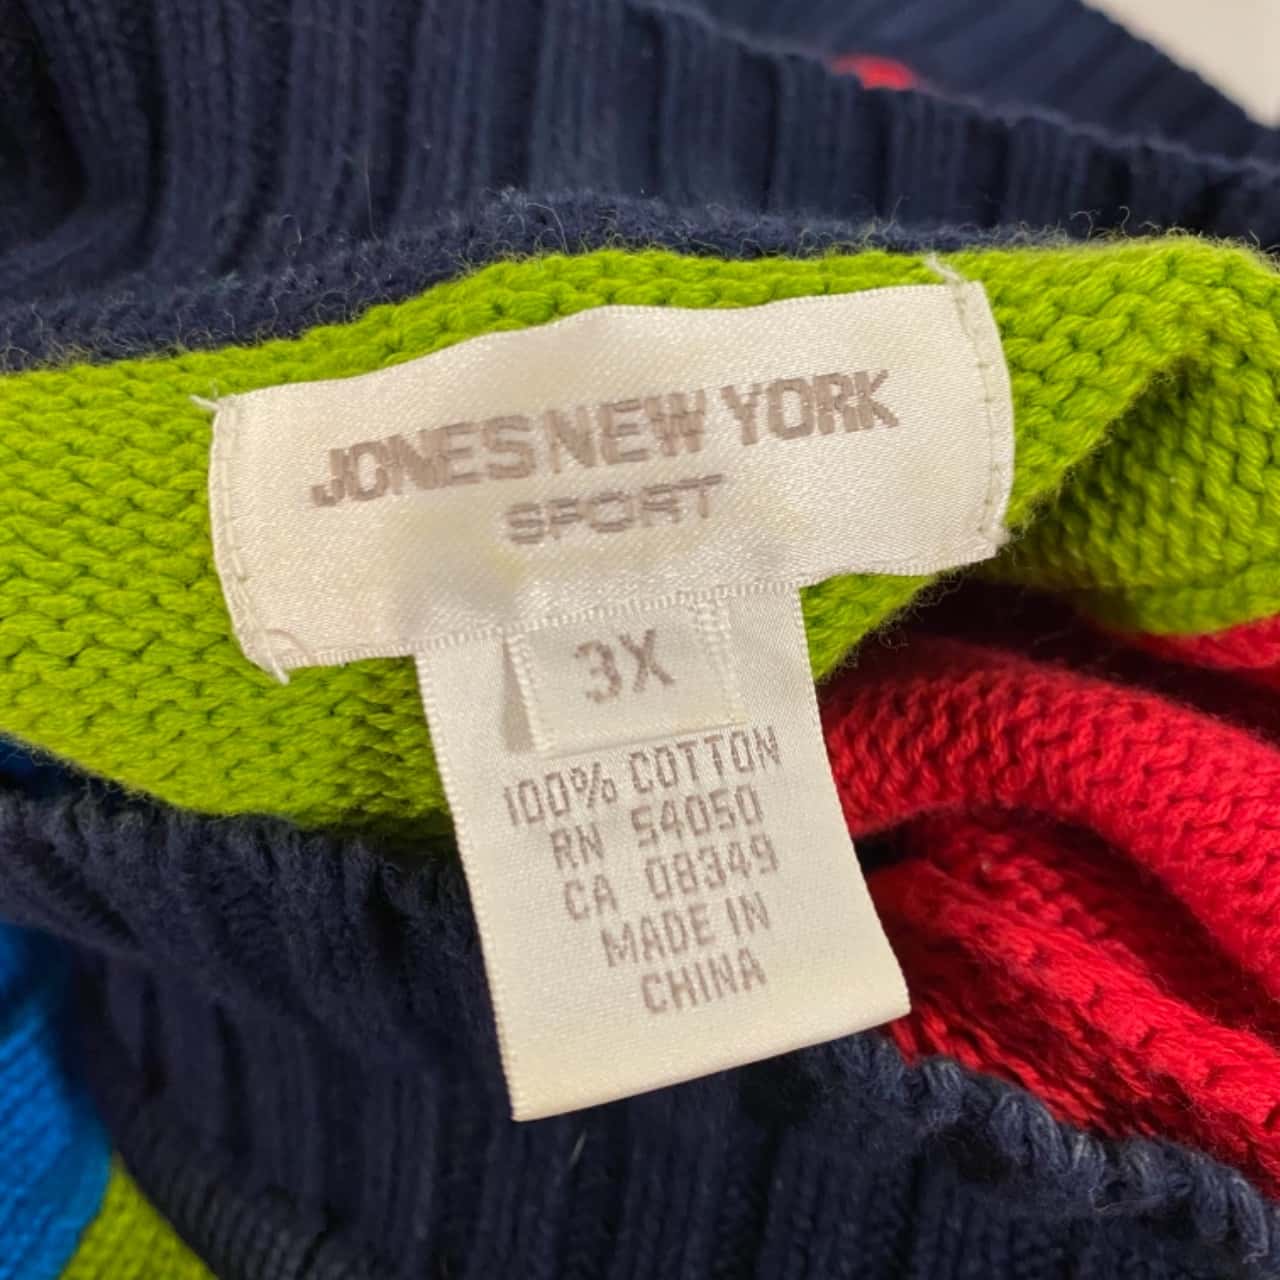 JONES NEW YORK
SPORT
3X
100% COTTON
RN 54050
CA 08349
MADE IN
CHINA